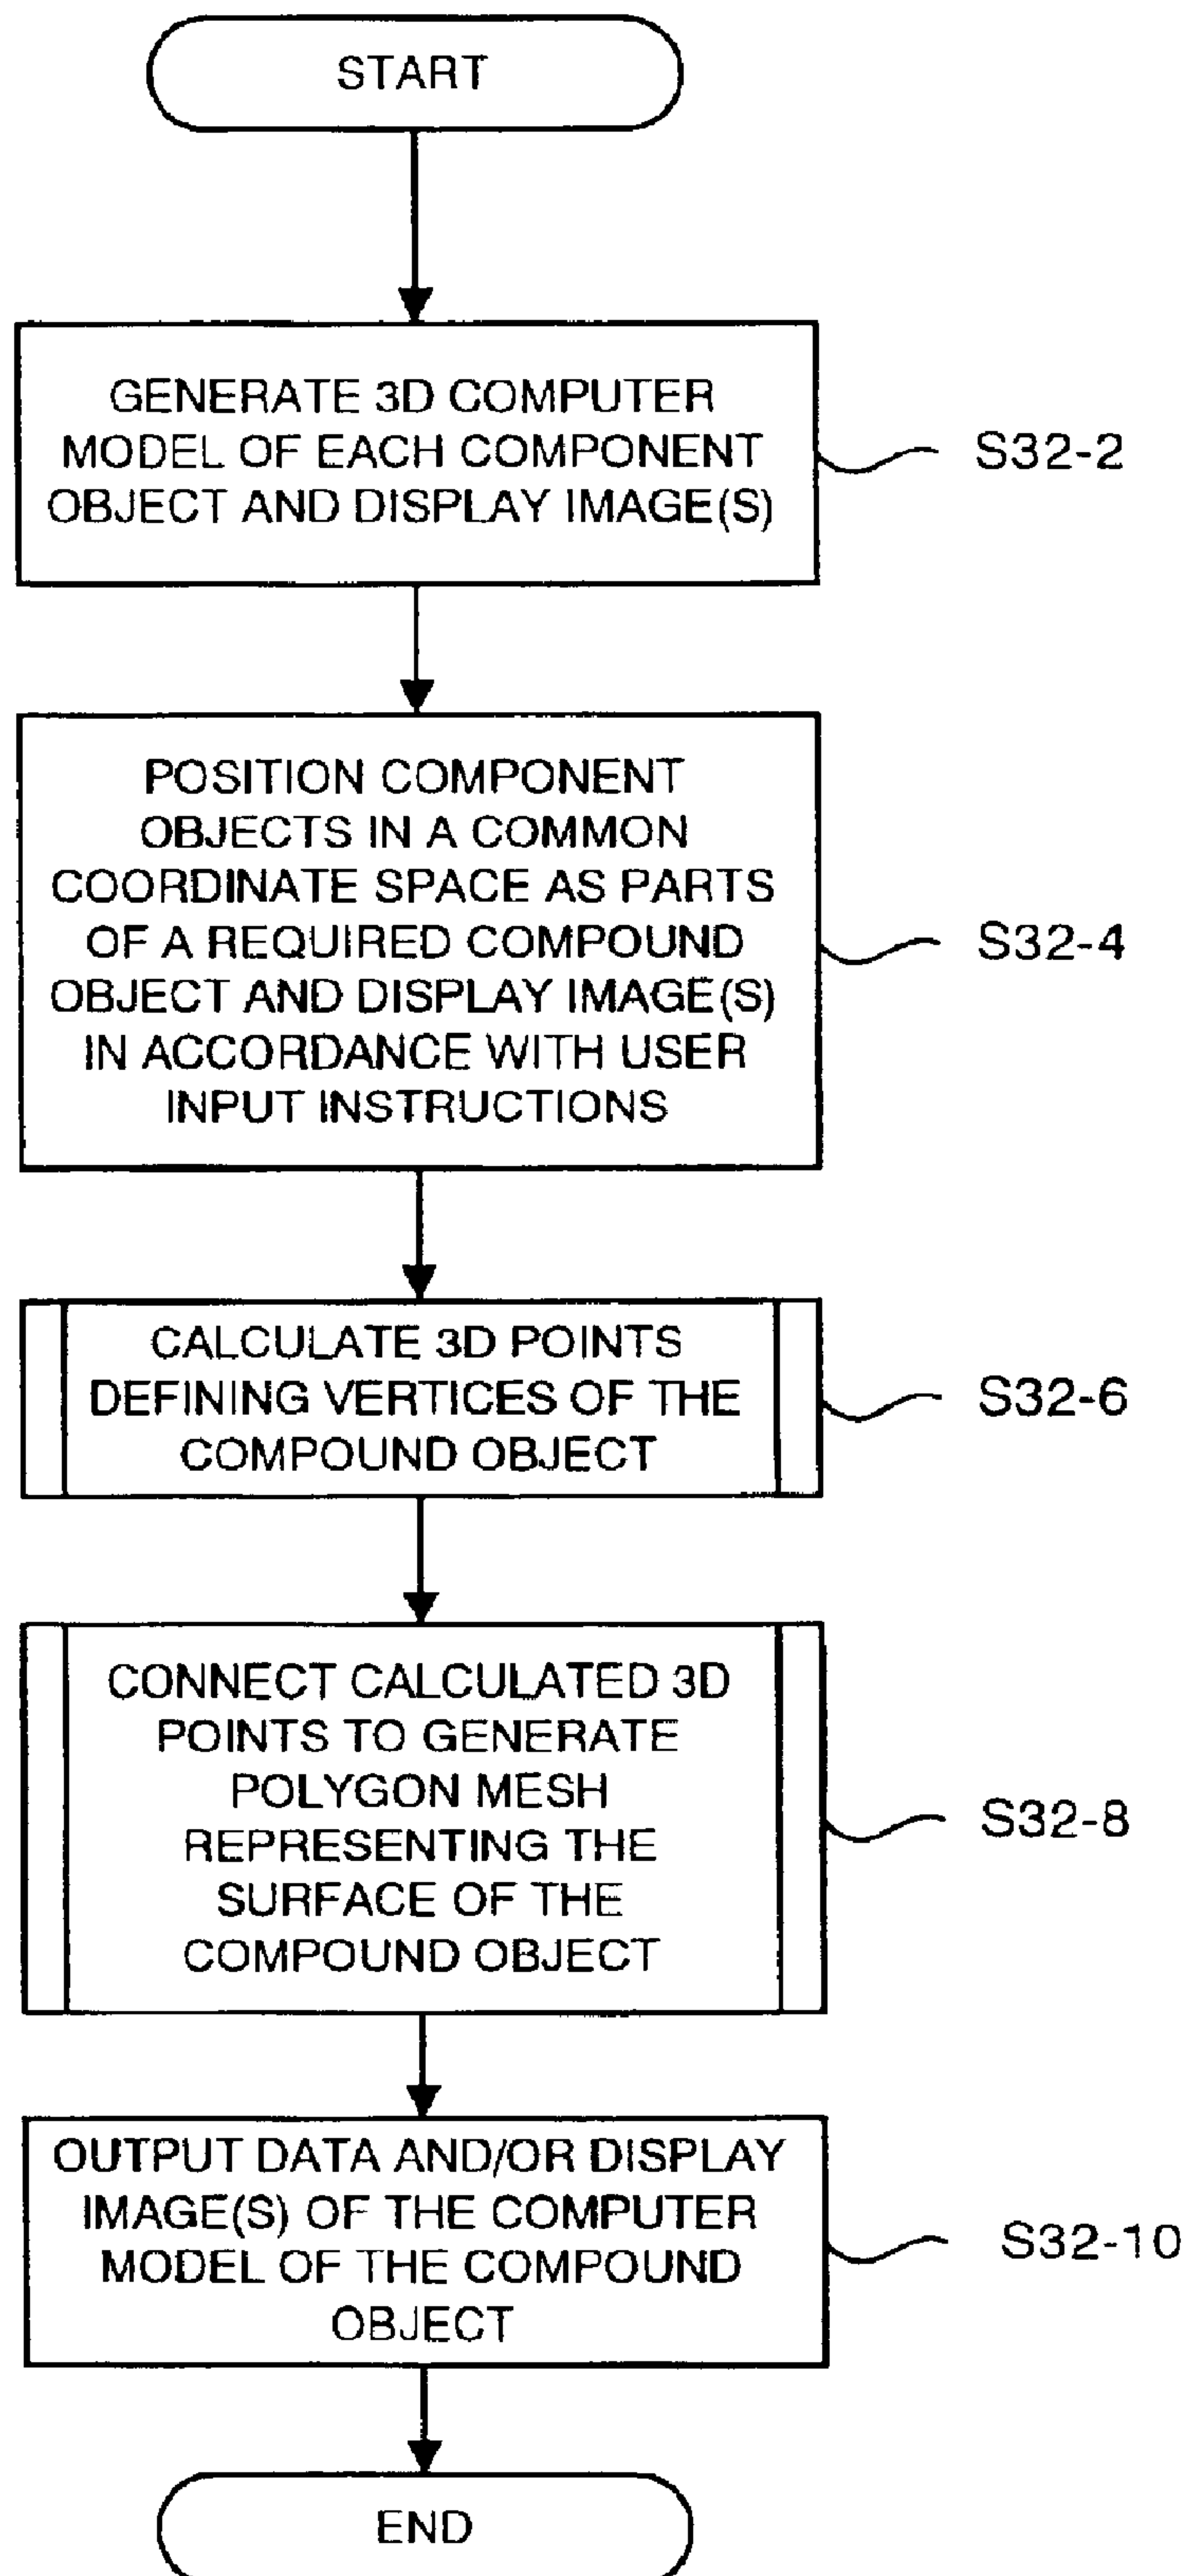 START
GENERATE 3D COMPUTER
MODEL OF EACH COMPONENT
OBJECT AND DISPLAY IMAGE(S)
S32-2
POSITION COMPONENT
OBJECTS IN A COMMON
COORDINATE SPACE AS PARTS
OF A REQUIRED COMPOUND
OBJECT AND DISPLAY IMAGE(S)
IN ACCORDANCE WITH USER
INPUT INSTRUCTIONS
S32-4
CALCULATE 3D POINTS
DEFINING VERTICES OF THE
COMPOUND OBJECT
S32-6
CONNECT CALCULATED 3D
POINTS TO GENERATE
POLYGON MESH
REPRESENTING THE
SURFACE OF THE
COMPOUND OBJECT
S32-8
OUTPUT DATA AND/OR DISPLAY
IMAGE(S) OF THE COMPUTER
MODEL OF THE COMPOUND
OBJECT
S32-10
END